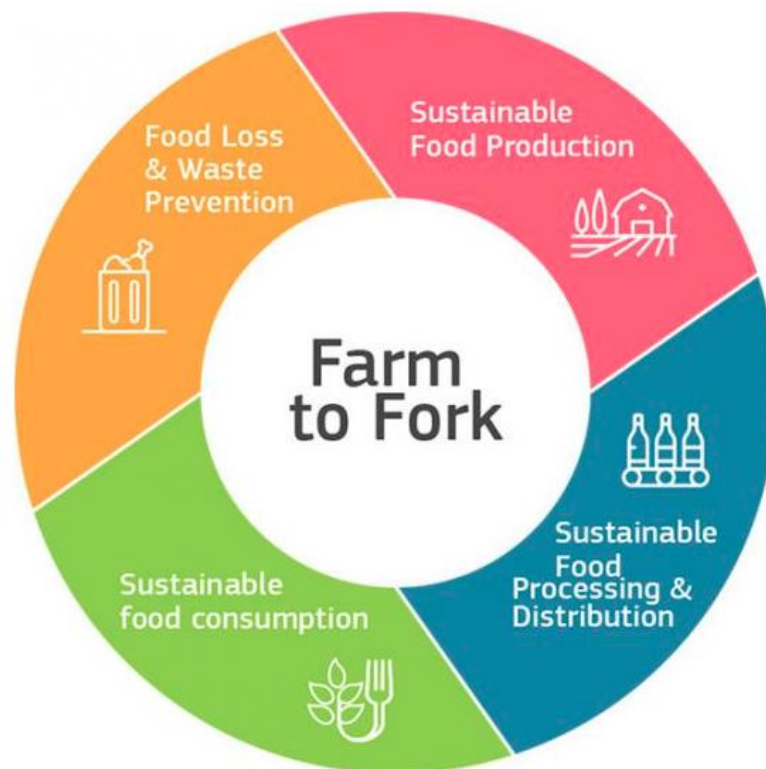 Farm
to Fork
Sustainable
Food Production
Sustainable
Food
Processing &
Distribution
Sustainable
food consumption
Food Loss
& Waste
Prevention